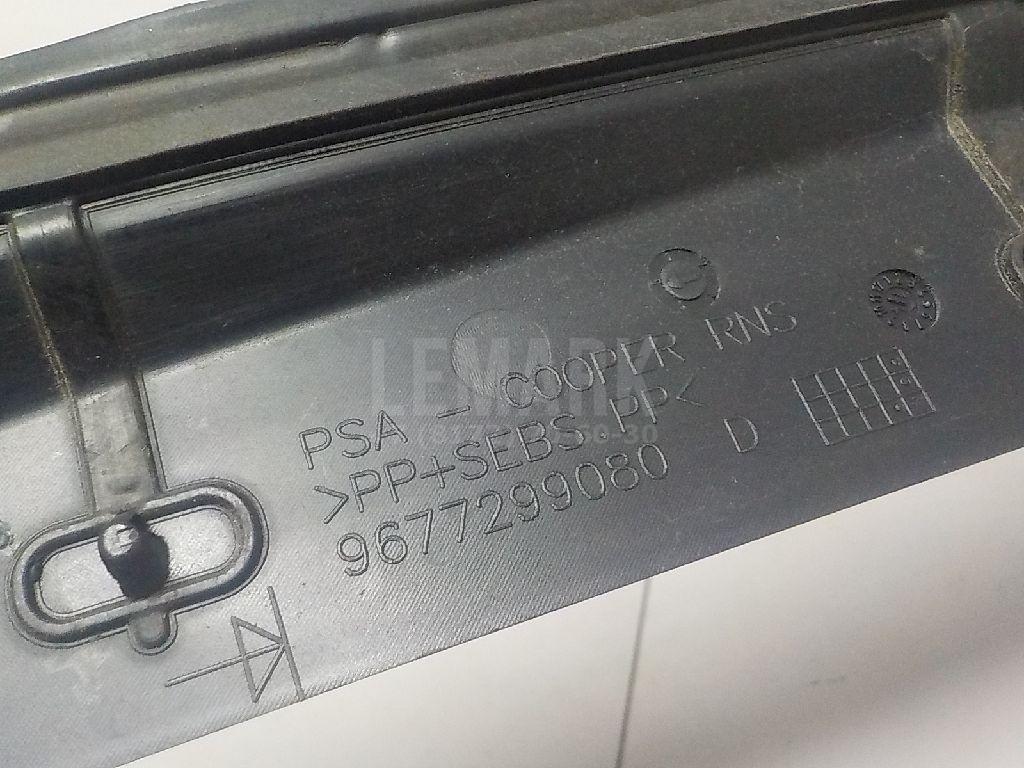 PSA - COOPER RNS
>PP+SEBS,PP<
9677299080 D
LEMARK